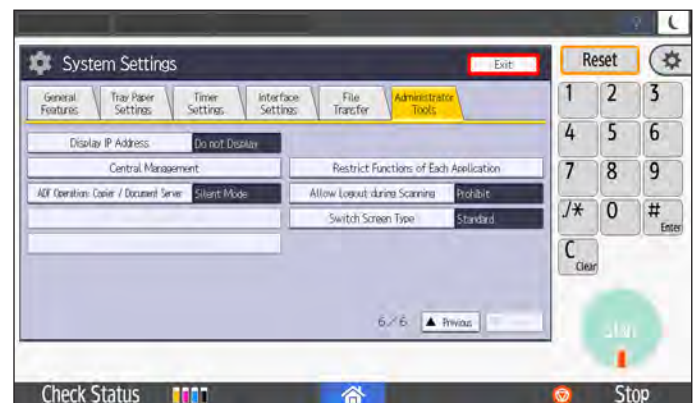 System Settings
Exit
Reset
General Features
Tray Paper Settings
Timer Settings
Interface Settings
File Transfer
Administrator Tools
1 2 3
Display IP Address
Do not Display
4 5 6
Central Management
Restrict Functions of Each Application
7 8 9
ADF Operation: Copier / Document Server
Silent Mode
Allow Logout during Scanning
Prohibit
Switch Screen Type
Standard
./* 0 #
Enter
C
Clear
6/6
▲ Previous
Start
Check Status
Stop